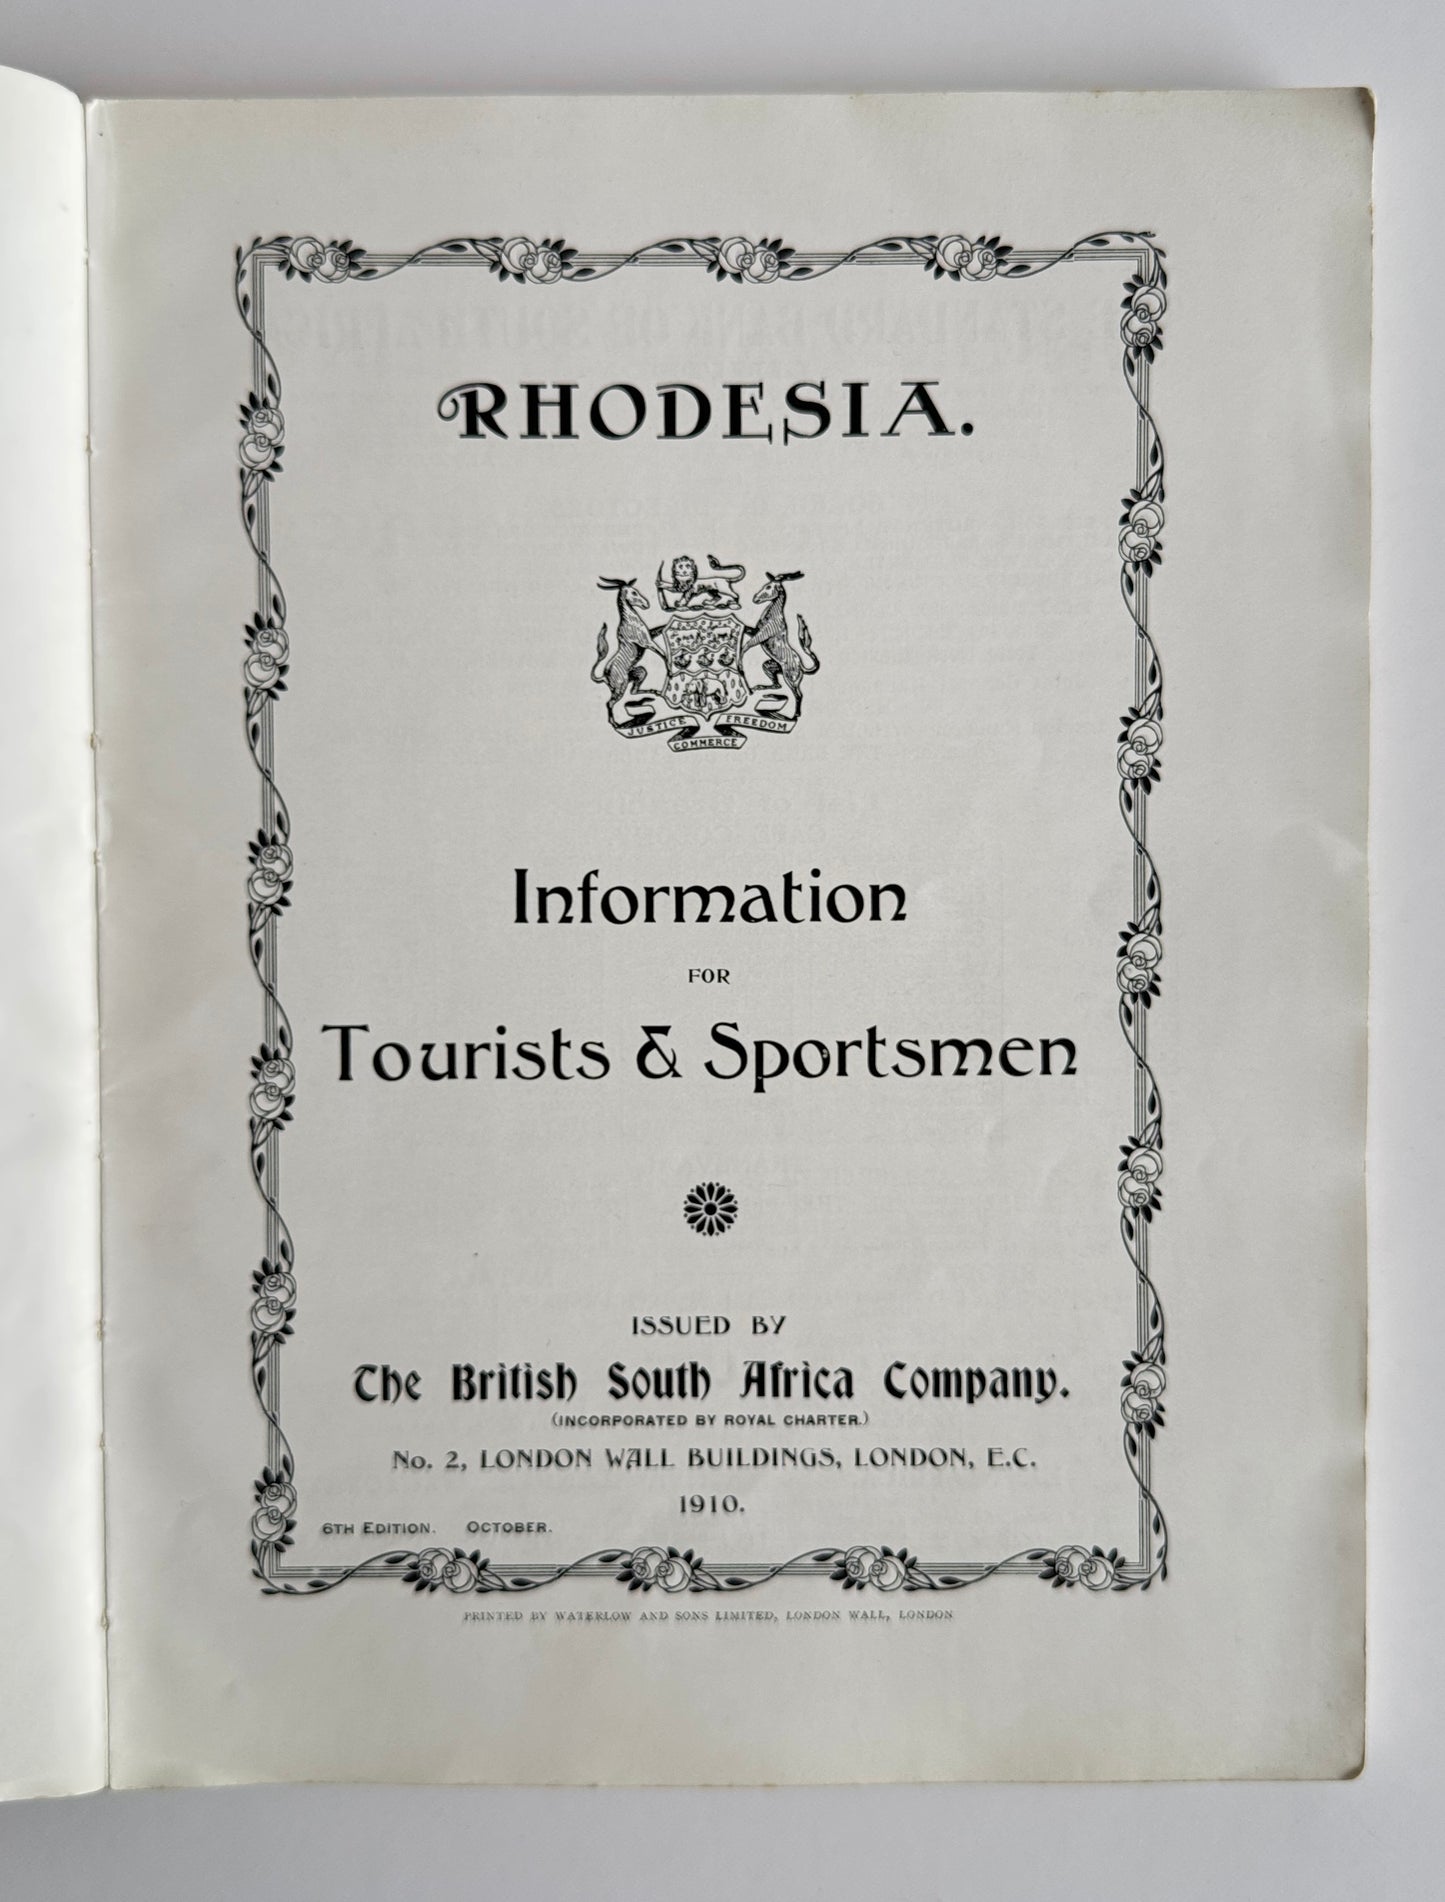 RHODESIA.
JUSTICE FREEDOM
COMMERCE
Information
FOR
Tourists & Sportsmen
ISSUED BY
The British South Africa Company.
(INCORPORATED BY ROYAL CHARTER.)
No. 2, LONDON WALL BUILDINGS, LONDON, E.C.
1910.
6TH EDITION. OCTOBER.
PRINTED BY WATERLOW AND SONS LIMITED, LONDON WALL, LONDON